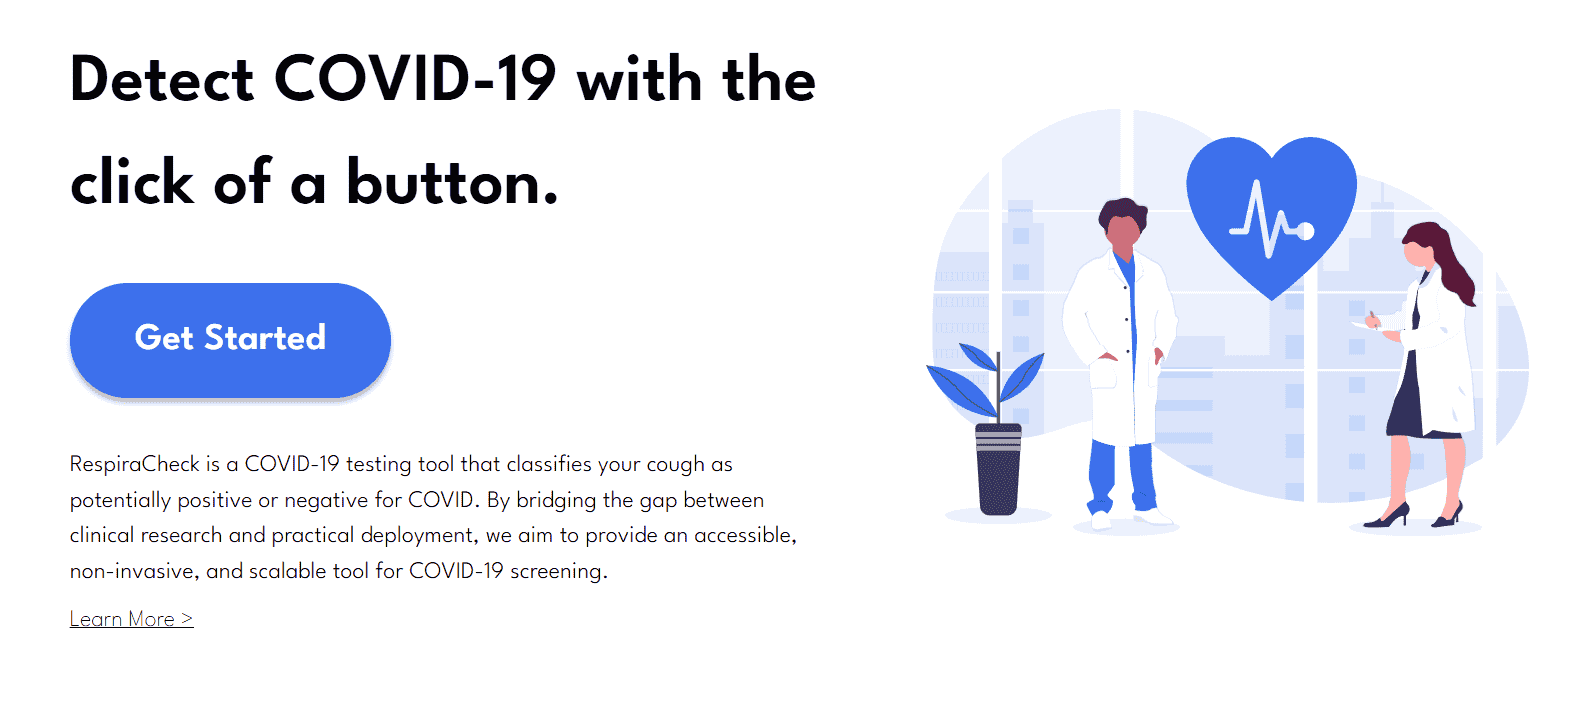 Detect COVID-19 with the
click of a button.
Get Started
RespiraCheck is a COVID-19 testing tool that classifies your cough as
potentially positive or negative for COVID. By bridging the gap between
clinical research and practical deployment, we aim to provide an accessible,
non-invasive, and scalable tool for COVID-19 screening.
Learn More >